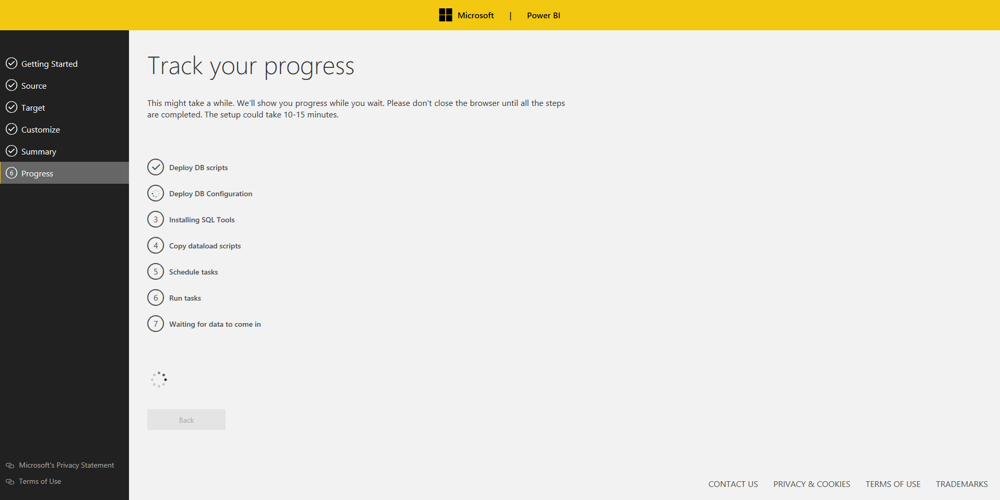 Microsoft | Power BI
Getting Started
Source
Target
Customize
Summary
6 Progress
Track your progress
This might take a while. We'll show you progress while you wait. Please don't close the browser until all the steps
are completed. The setup could take 10-15 minutes.
Deploy DB scripts
Deploy DB Configuration
3 Installing SQL Tools
4 Copy dataload scripts
5 Schedule tasks
6 Run tasks
7 Waiting for data to come in
Back
Microsoft's Privacy Statement
Terms of Use
CONTACT US PRIVACY & COOKIES TERMS OF USE TRADEMARKS